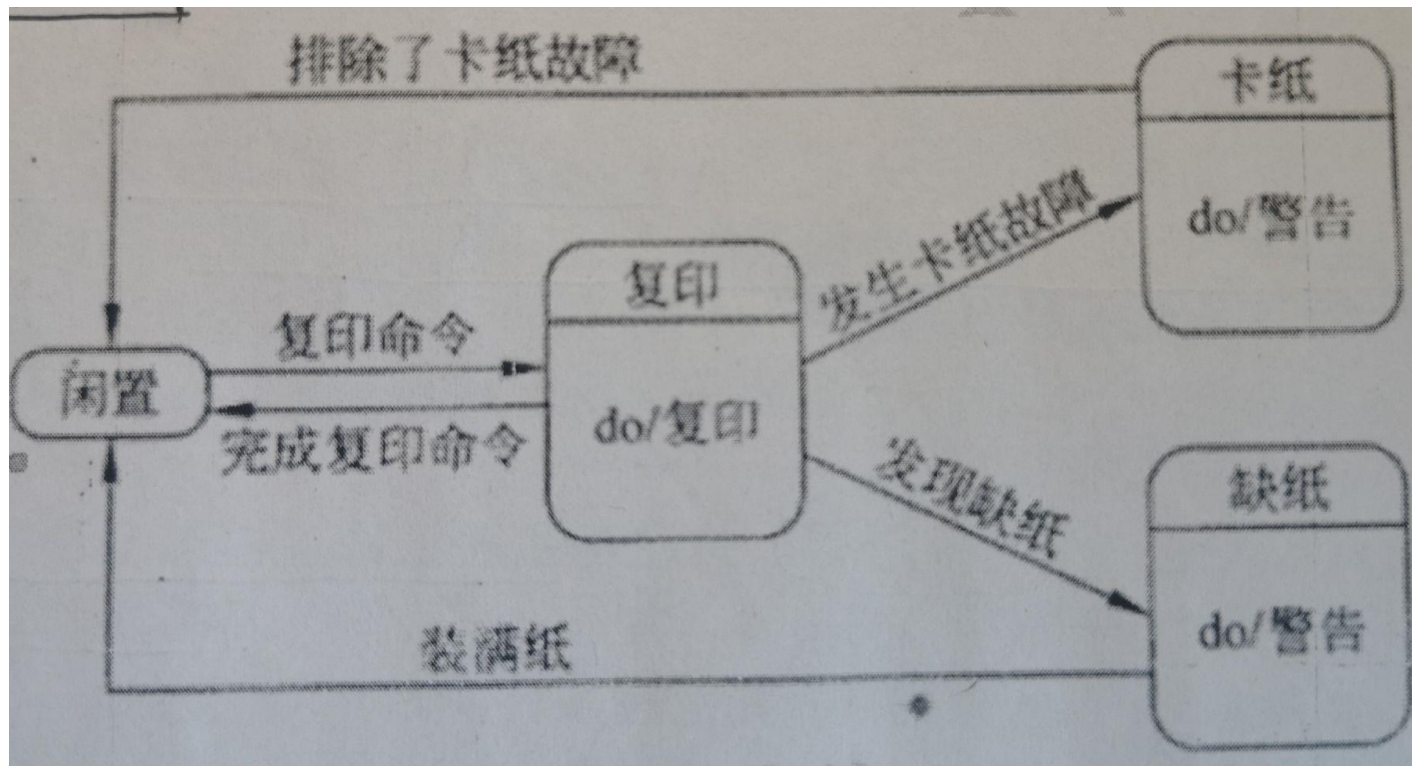 排除了卡纸故障
卡纸
do/警告
发生卡纸故障
复印
复印命令
闲置
do/复印
完成复印命令
发现缺纸
缺纸
do/警告
装满纸